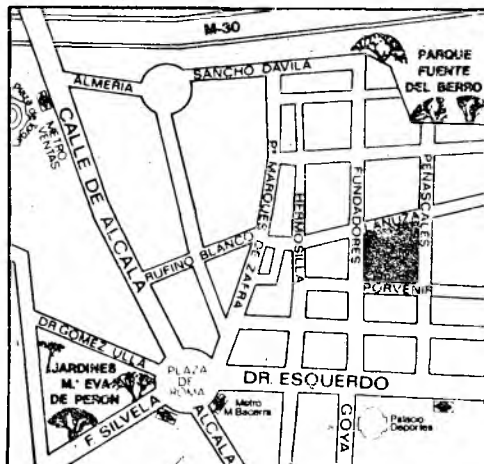 M-30
PARQUE
FUENTE
DEL BERRO
SANCHO DAVILA
ALMERIA
METRO
VENTAS
CALLE DE ALCALA
Pº MARQUES DE ZAFRA
HERMOSILLA
FUNDADORES
PEÑASCALES
LANUZA
RUFINO BLANCO
PORVENIR
DR GOMEZ ULLA
JARDINES
Mª EVA
DE PERON
PLAZA
DE
ROMA
DR. ESQUERDO
F. SILVELA
ALCALA
Metro
M. Becerra
GOYA
Palacio
Deportes